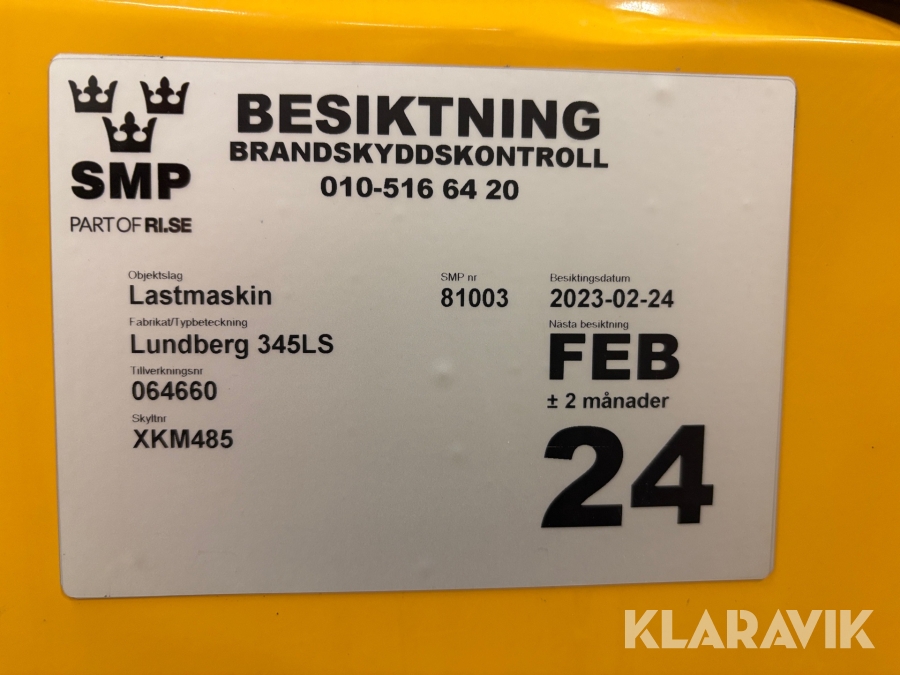 SMP
PART OF RI.SE
BESIKTNING
BRANDSKYDDSKONTROLL
010-516 64 20
Objektslag
Lastmaskin
SMP nr
81003
Besiktingsdatum
2023-02-24
Fabrikat/Typbeteckning
Lundberg 345LS
Nästa besiktning
FEB
± 2 månader
24
Tillverkningsnr
064660
Skyltnr
XKM485
KLARAVIK